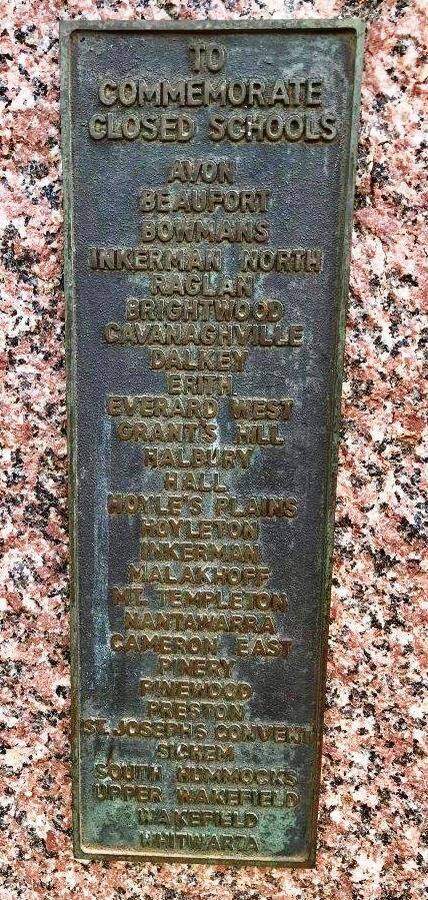 TO
COMMEMORATE
CLOSED SCHOOLS
AVON
BEAUFORT
BOWMANS
INKERMAN NORTH
RAGLAN
BRIGHTWOOD
CAVANAGHVILLE
DALKEY
ERITH
EVERARD WEST
GRANT'S HILL
HALBURY
HALL
HOYLE'S PLAINS
HOYLETON
INKERMAN
MALAKHOFF
MT. TEMPLETON
NANTAWARRA
CAMERON EAST
PINERY
PINEWOOD
PRESTON
ST. JOSEPH'S CONVENT
SICHEM
SOUTH HUMMOCKS
UPPER WAKEFIELD
WAKEFIELD
WHITWARTA